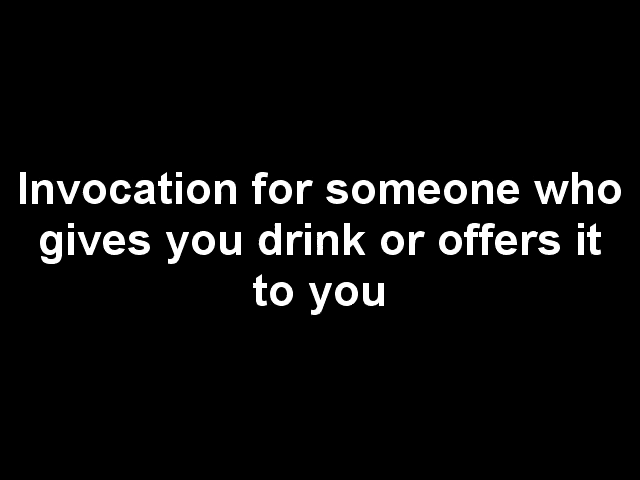 Invocation for someone who
gives you drink or offers it
to you